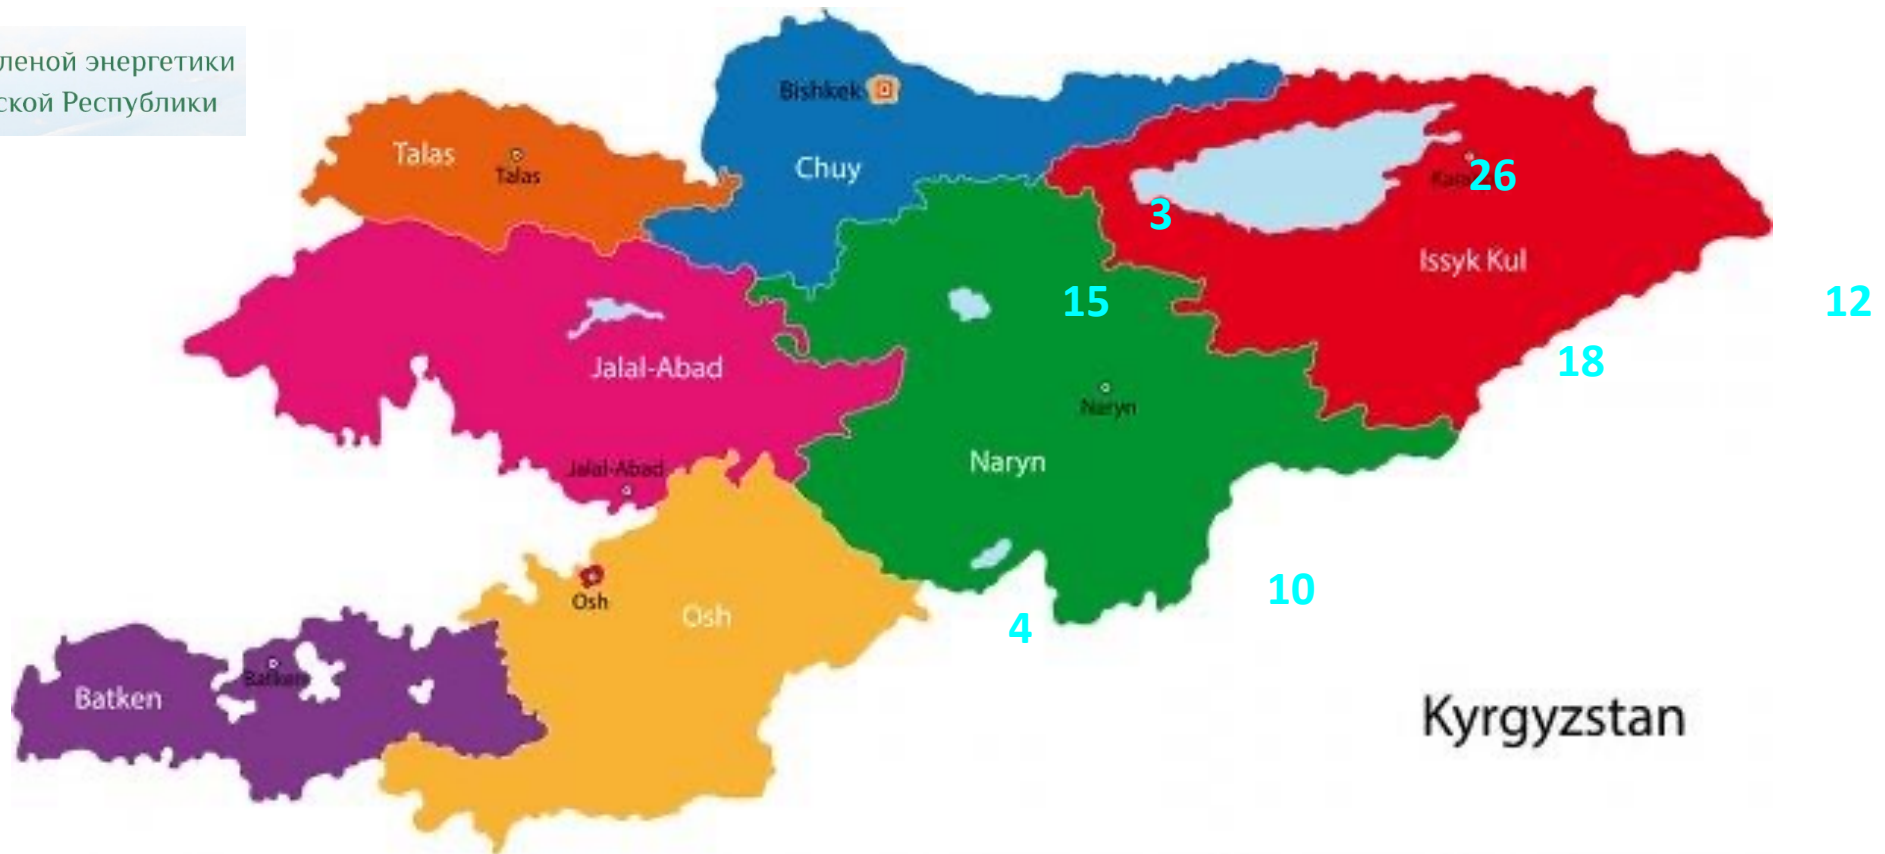 леной энергетики
ской Республики
Bishkek
Talas
Talas
Chuy
26
3
Issyk Kul
15
12
18
Jalal-Abad
Naryn
Naryn
Jalal-Abad
10
Osh
Osh
4
Batken
Batken
Kyrgyzstan